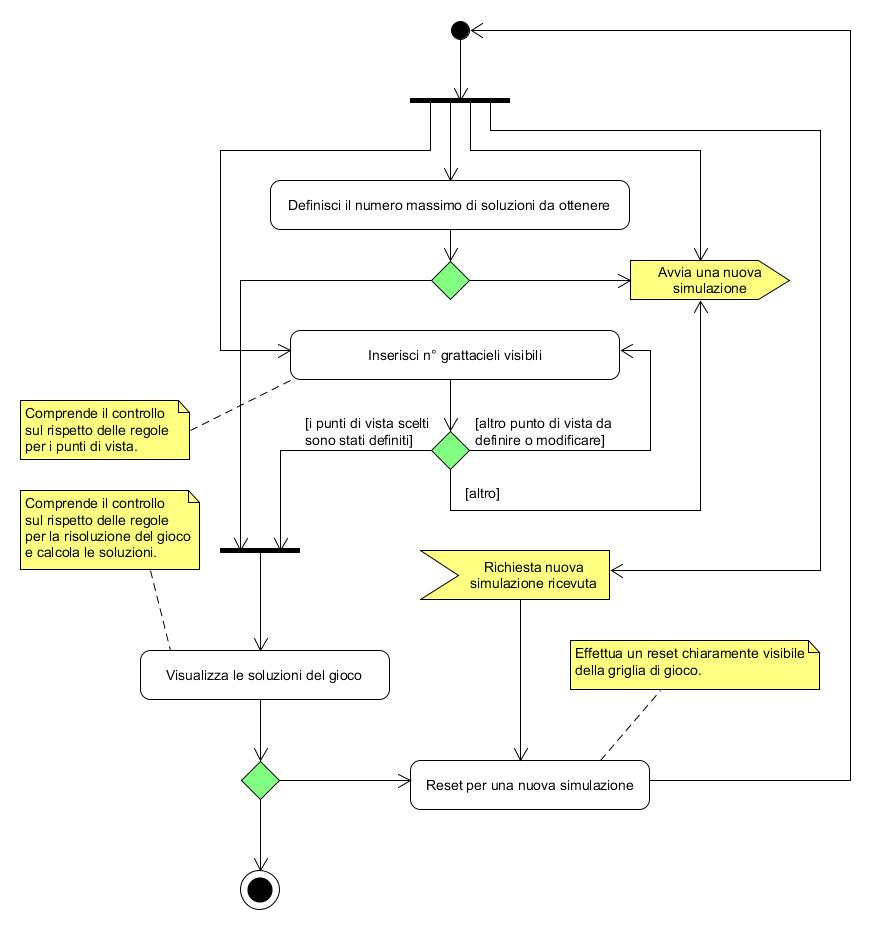 Definisci il numero massimo di soluzioni da ottenere
Avvia una nuova
simulazione
Inserisci n° grattacieli visibili
Comprende il controllo
sul rispetto delle regole
per i punti di vista.
[i punti di vista scelti
sono stati definiti]
[altro punto di vista da
definire o modificare]
[altro]
Comprende il controllo
sul rispetto delle regole
per la risoluzione del gioco
e calcola le soluzioni.
Richiesta nuova
simulazione ricevuta
Effettua un reset chiaramente visibile
della griglia di gioco.
Visualizza le soluzioni del gioco
Reset per una nuova simulazione